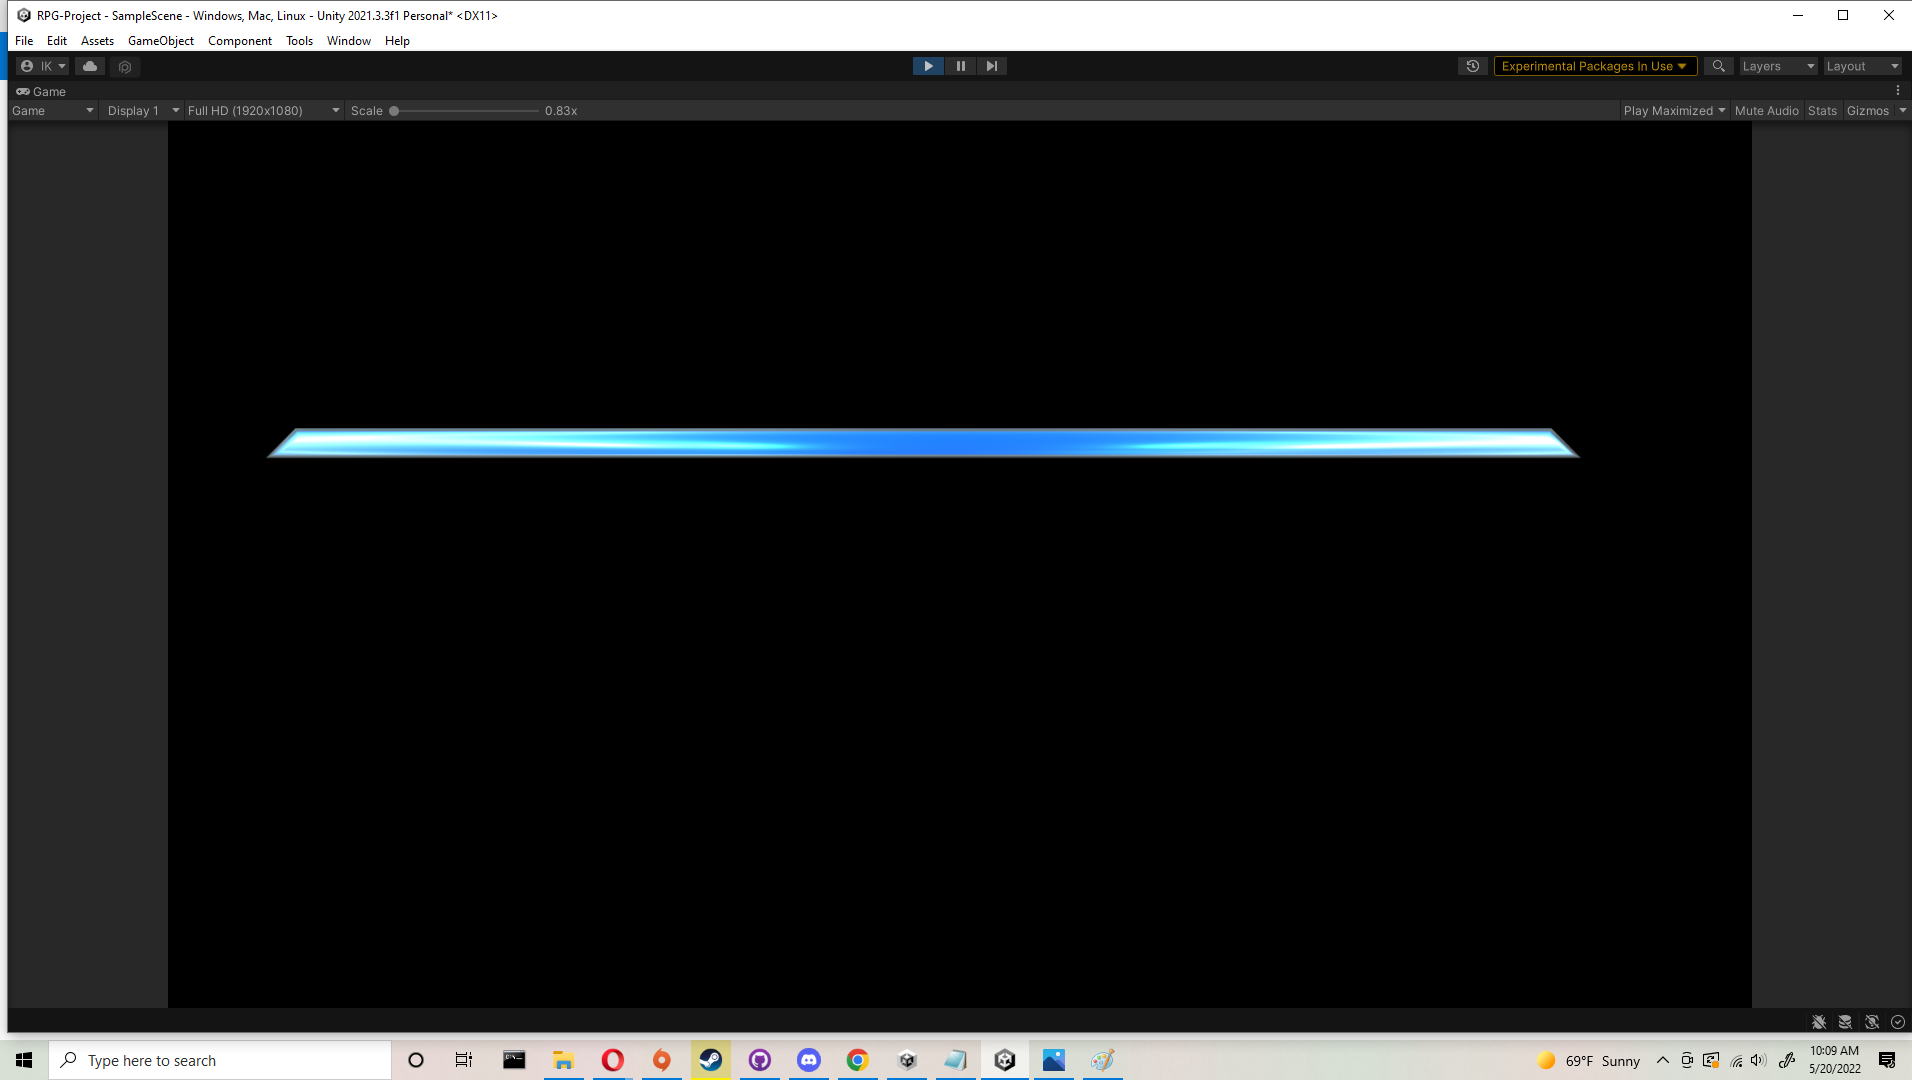 RPG-Project - SampleScene - Windows, Mac, Linux - Unity 2021.3.3f1 Personal* <DX11>
File Edit Assets GameObject Component Tools Window Help
IK Experimental Packages In Use Layers Layout
Game
Game Display 1 Full HD (1920x1080) Scale 0.83x Play Maximized Mute Audio Stats Gizmos
Type here to search 69°F Sunny 10:09 AM
5/20/2022